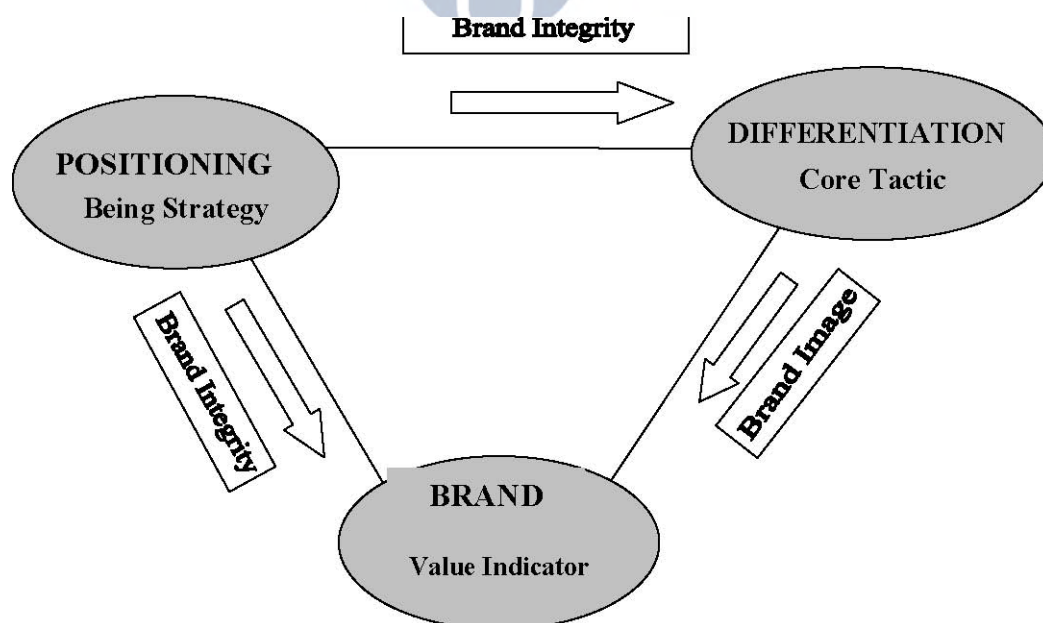 Brand Integrity
POSITIONING
Being Strategy
DIFFERENTIATION
Core Tactic
Brand Integrity
Brand Image
BRAND
Value Indicator